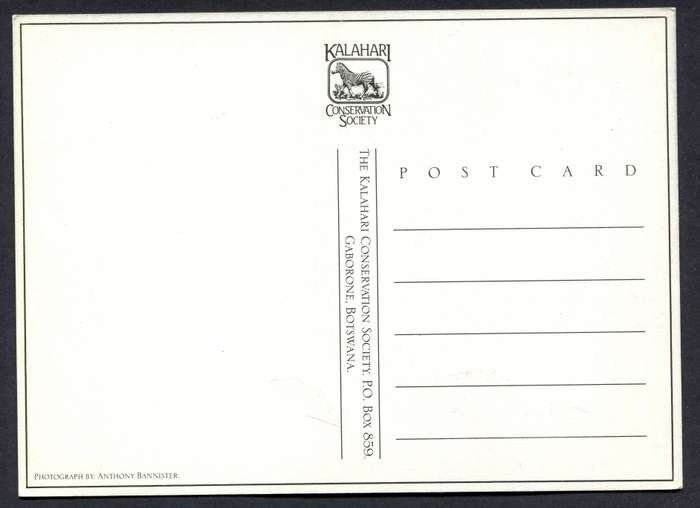 KALAHARI
CONSERVATION
SOCIETY
POST CARD
THE KALAHARI CONSERVATION SOCIETY, P.O. BOX 859,
GABORONE, BOTSWANA.
PHOTOGRAPH BY: ANTHONY BANNISTER.